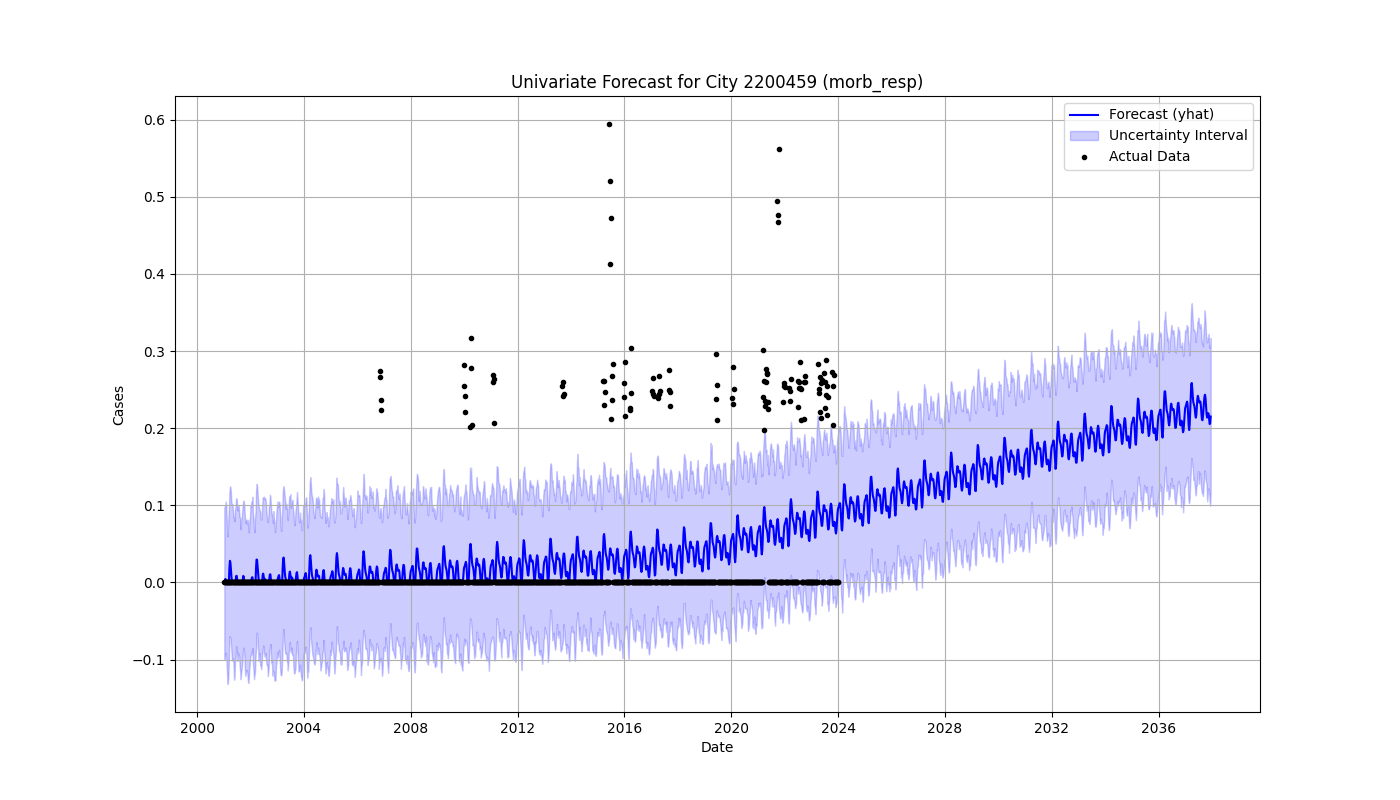 Univariate Forecast for City 2200459 (morb_resp)
Forecast (yhat)
Uncertainty Interval
Actual Data
Cases
0.6
0.5
0.4
0.3
0.2
0.1
0.0
−0.1
2000 2004 2008 2012 2016 2020 2024 2028 2032 2036
Date